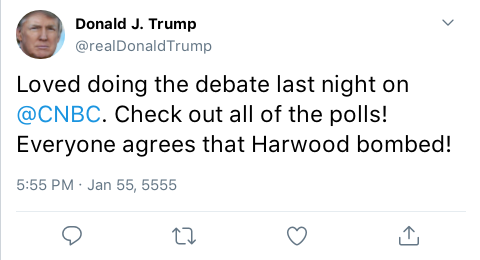 Donald J. Trump
@realDonaldTrump
Loved doing the debate last night on
@CNBC. Check out all of the polls!
Everyone agrees that Harwood bombed!
5:55 PM · Jan 55, 5555